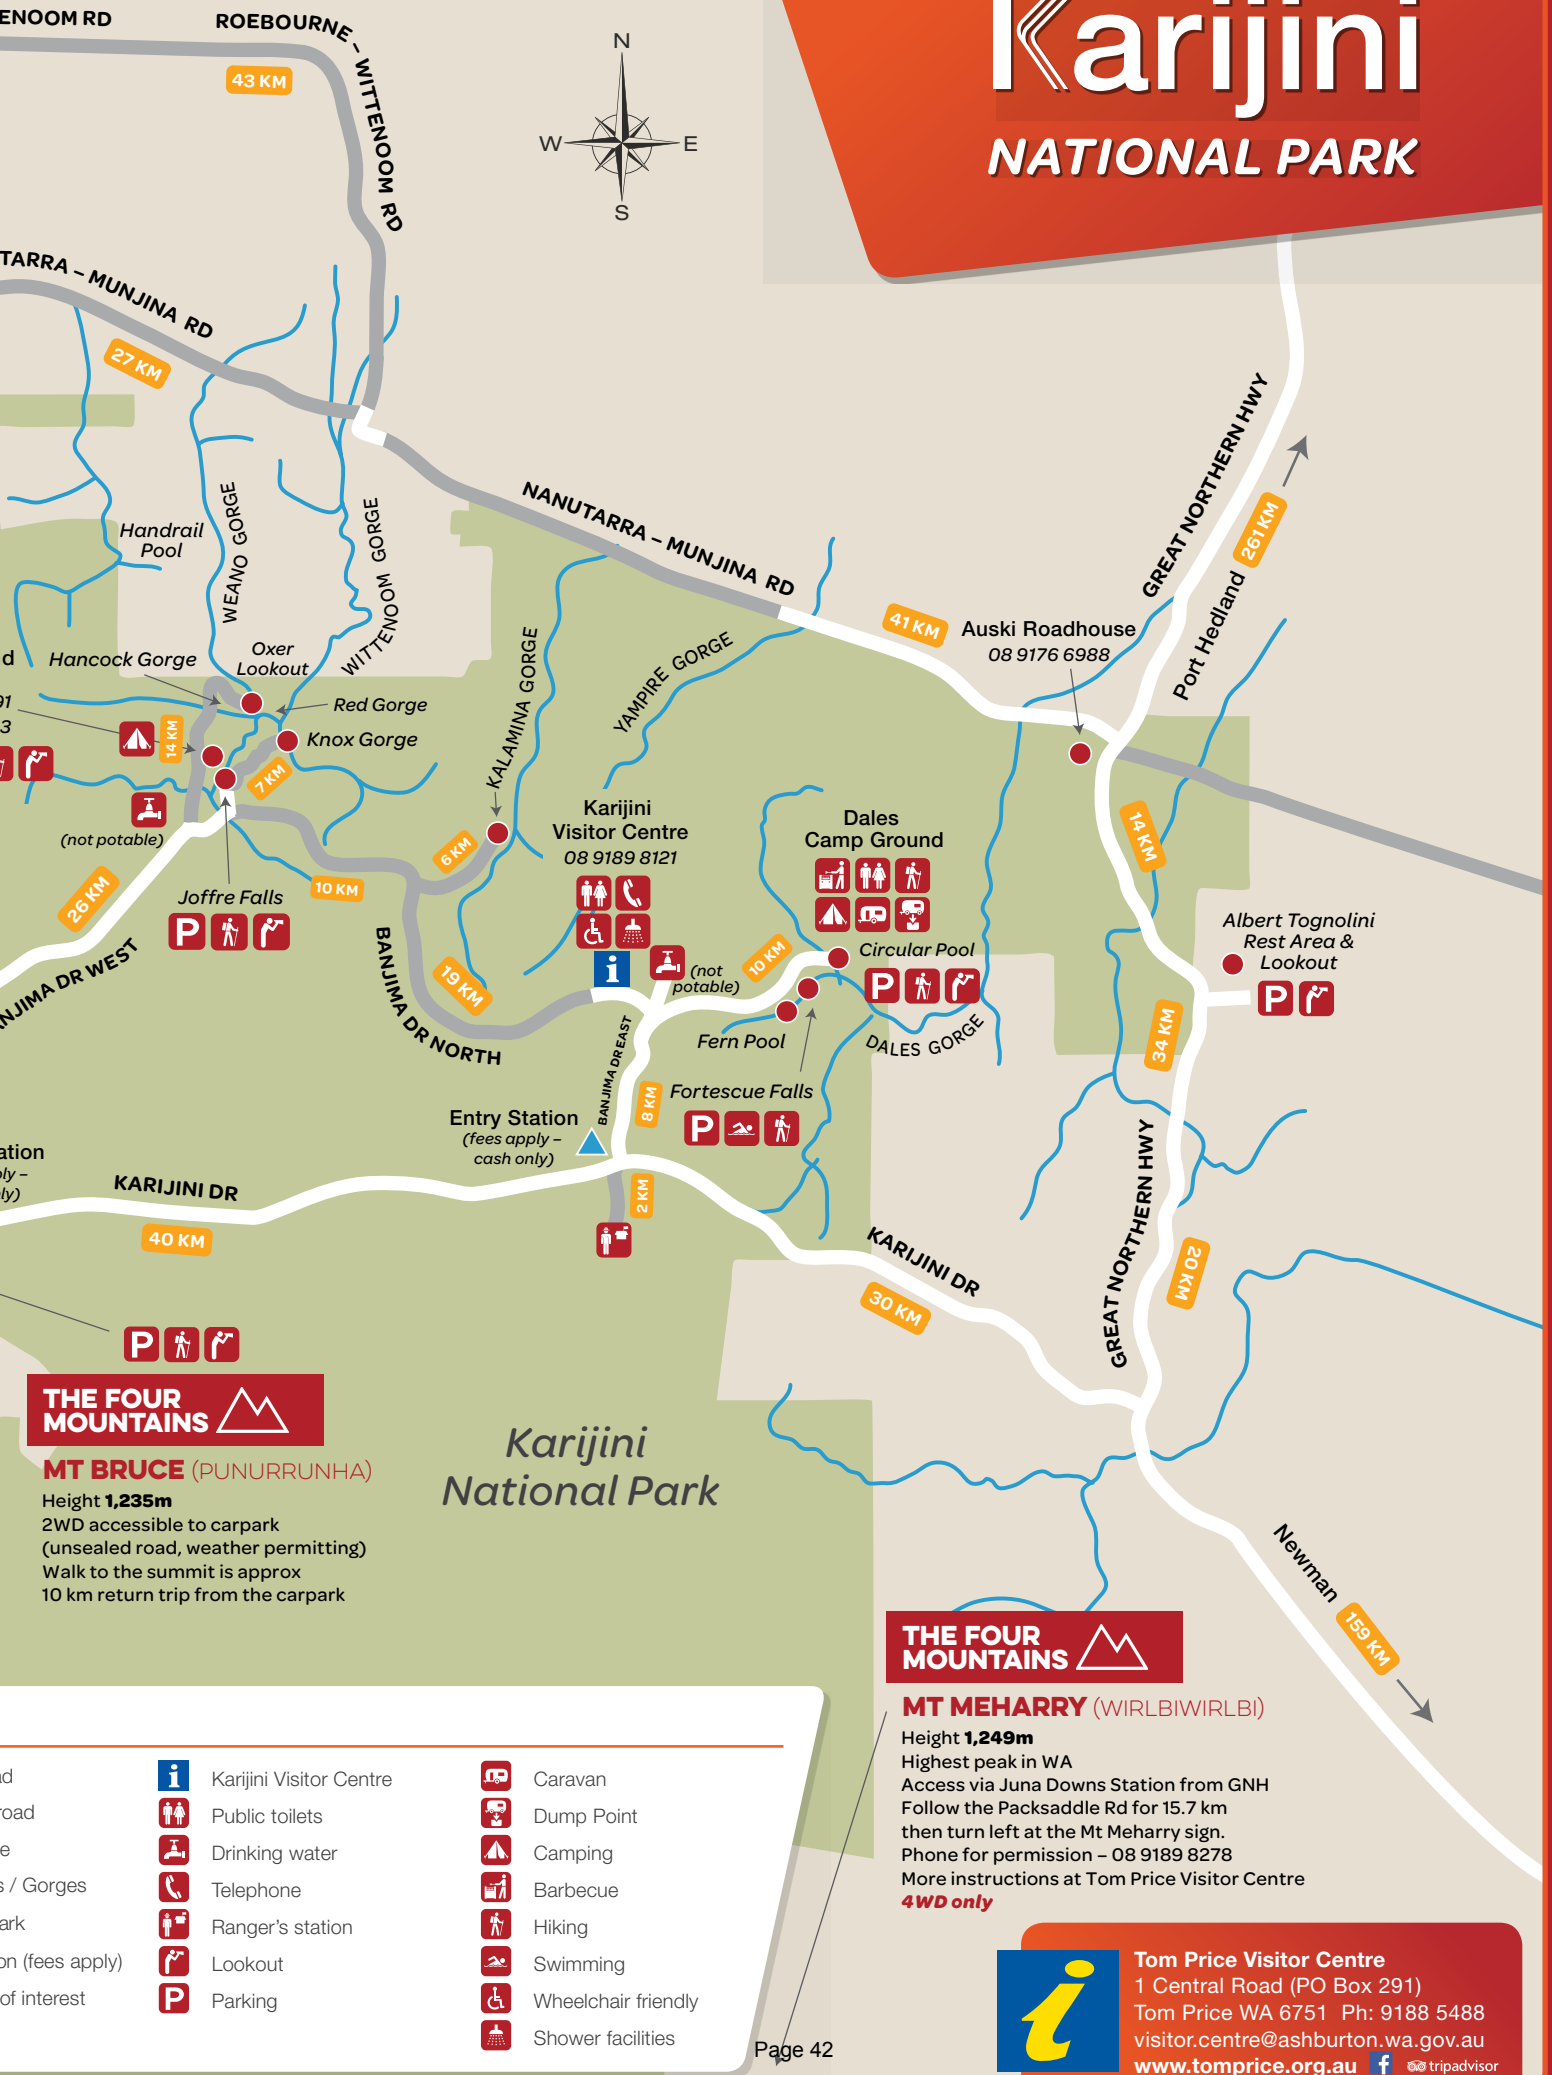 ENOOM RD
ROEBOURNE – WITTENOOM RD
43 KM
N
W
E
S
Karijini
NATIONAL PARK
TARRA – MUNJINA RD
27 KM
GREAT NORTHERN HWY
261 KM
Port Hedland
NANUTARRA – MUNJINA RD
41 KM
Auski Roadhouse
08 9176 6988
Handrail
Pool
WEANO GORGE
WITTENOOM GORGE
KALAMINA GORGE
YAMPIRE GORGE
d
Hancock Gorge
Oxer
Lookout
91
3
Red Gorge
Knox Gorge
14 KM
7 KM
(not potable)
6 KM
10 KM
26 KM
Joffre Falls
P
NJIMA DR WEST
BANJIMA DR NORTH
19 KM
Karijini
Visitor Centre
08 9189 8121
i
(not
potable)
10 KM
Dales
Camp Ground
Circular Pool
P
DALES GORGE
Fern Pool
Fortescue Falls
P
14 KM
Albert Tognolini
Rest Area &
Lookout
P
34 KM
BANJIMA DR EAST
8 KM
Entry Station
(fees apply –
cash only)
ation
ly –
ly)
KARIJINI DR
40 KM
2 KM
KARIJINI DR
30 KM
GREAT NORTHERN HWY
20 KM
P
THE FOUR
MOUNTAINS
MT BRUCE (PUNURRUNHA)
Height 1,235m
2WD accessible to carpark
(unsealed road, weather permitting)
Walk to the summit is approx
10 km return trip from the carpark
Karijini
National Park
Newman
159 KM
THE FOUR
MOUNTAINS
MT MEHARRY (WIRLBIWIRLBI)
Height 1,249m
Highest peak in WA
Access via Juna Downs Station from GNH
Follow the Packsaddle Rd for 15.7 km
then turn left at the Mt Meharry sign.
Phone for permission – 08 9189 8278
More instructions at Tom Price Visitor Centre
4WD only
ad
road
e
s / Gorges
ark
on (fees apply)
of interest
i
Karijini Visitor Centre
Public toilets
Drinking water
Telephone
Ranger's station
Lookout
P
Parking
Caravan
Dump Point
Camping
Barbecue
Hiking
Swimming
Wheelchair friendly
Shower facilities
Page 42
i
Tom Price Visitor Centre
1 Central Road (PO Box 291)
Tom Price WA 6751 Ph: 9188 5488
visitor.centre@ashburton.wa.gov.au
www.tomprice.org.au f tripadvisor